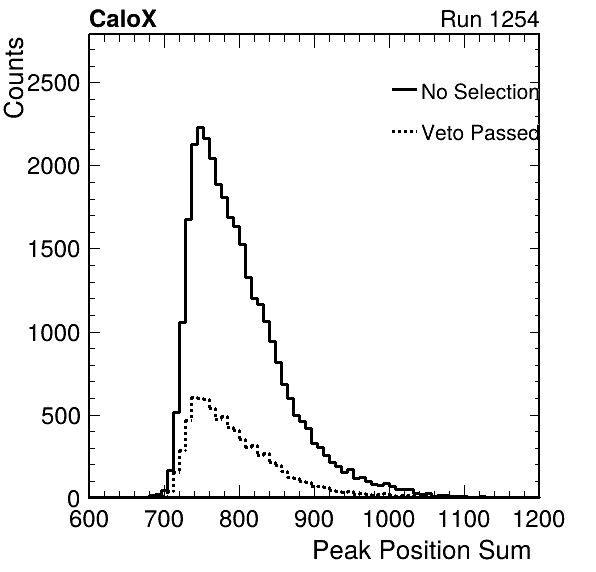 CaloX Run 1254
Counts
2500
2000
1500
1000
500
0
No Selection
Veto Passed
600 700 800 900 1000 1100 1200
Peak Position Sum